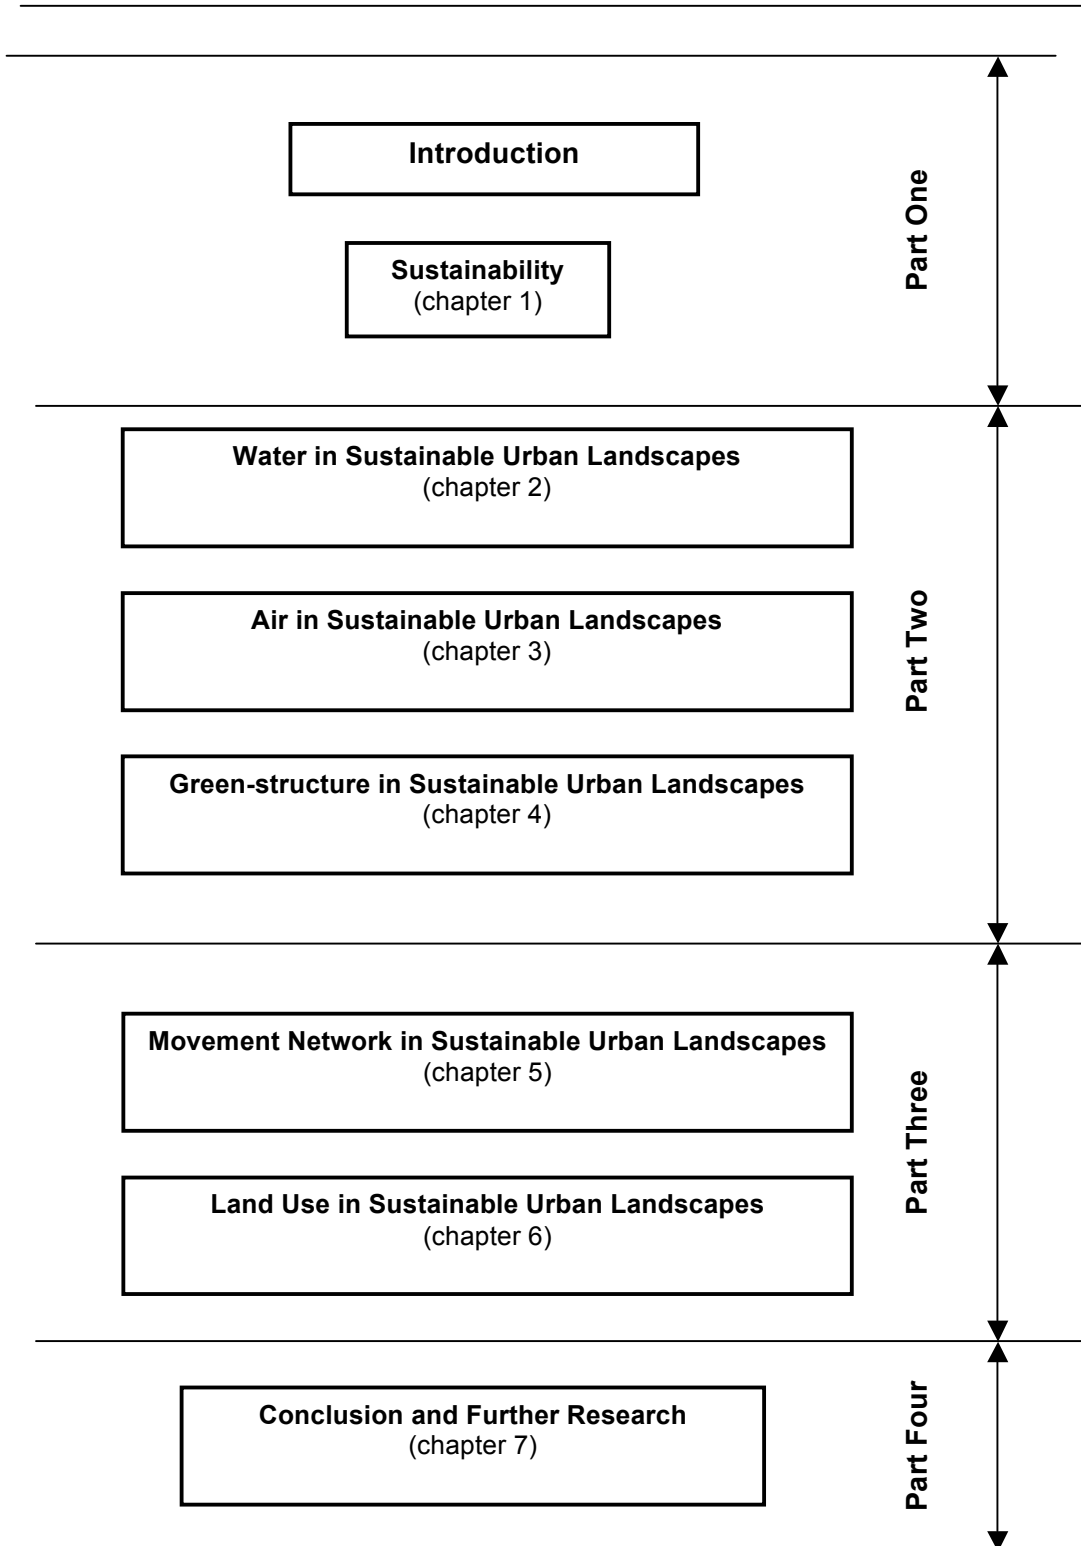 Introduction
Sustainability
(chapter 1)
Part One
Water in Sustainable Urban Landscapes
(chapter 2)
Air in Sustainable Urban Landscapes
(chapter 3)
Green-structure in Sustainable Urban Landscapes
(chapter 4)
Part Two
Movement Network in Sustainable Urban Landscapes
(chapter 5)
Land Use in Sustainable Urban Landscapes
(chapter 6)
Part Three
Conclusion and Further Research
(chapter 7)
Part Four